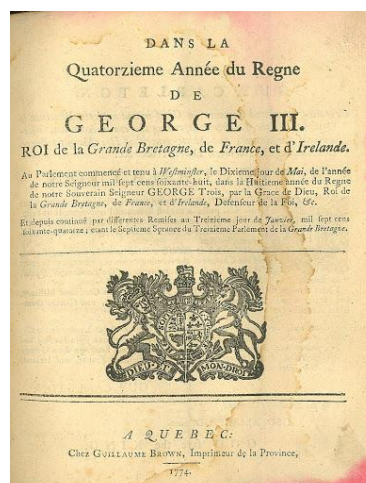 DANS LA
Quatorzieme Année du Regne
DE
GEORGE III.
ROI de la Grande Bretagne, de France, et d'Irelande.
Au Parlement commencé et tenu à Westminster, le Dixieme jour de Mai, de l'année
de notre Seigneur mil sept cens soixante-huit, dans la Huitieme année du Regne
de notre Souverain Seigneur GEORGE Trois, par la Grace de Dieu, Roi de
la Grande Bretagne, de France, et d'Irelande, Defenseur de la Foi, &c.
Et depuis continué par differentes Remises au Treizieme jour de Janvier, mil sept cens
soixante-quatorze; étant le Septieme Seance du Treizieme Parlement de la Grande Bretagne.
DIEU ET MON DROIT
A QUEBEC:
Chez GUILLAUME BROWN, Imprimeur de la Province,
1774.